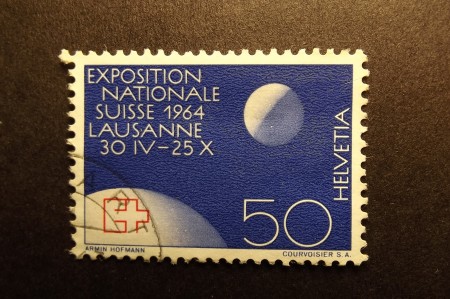 EXPOSITION
NATIONALE
SUISSE 1964
LAUSANNE
30 IV–25 X
HELVETIA
50
ARMIN HOFMANN
COURVOISIER S.A.